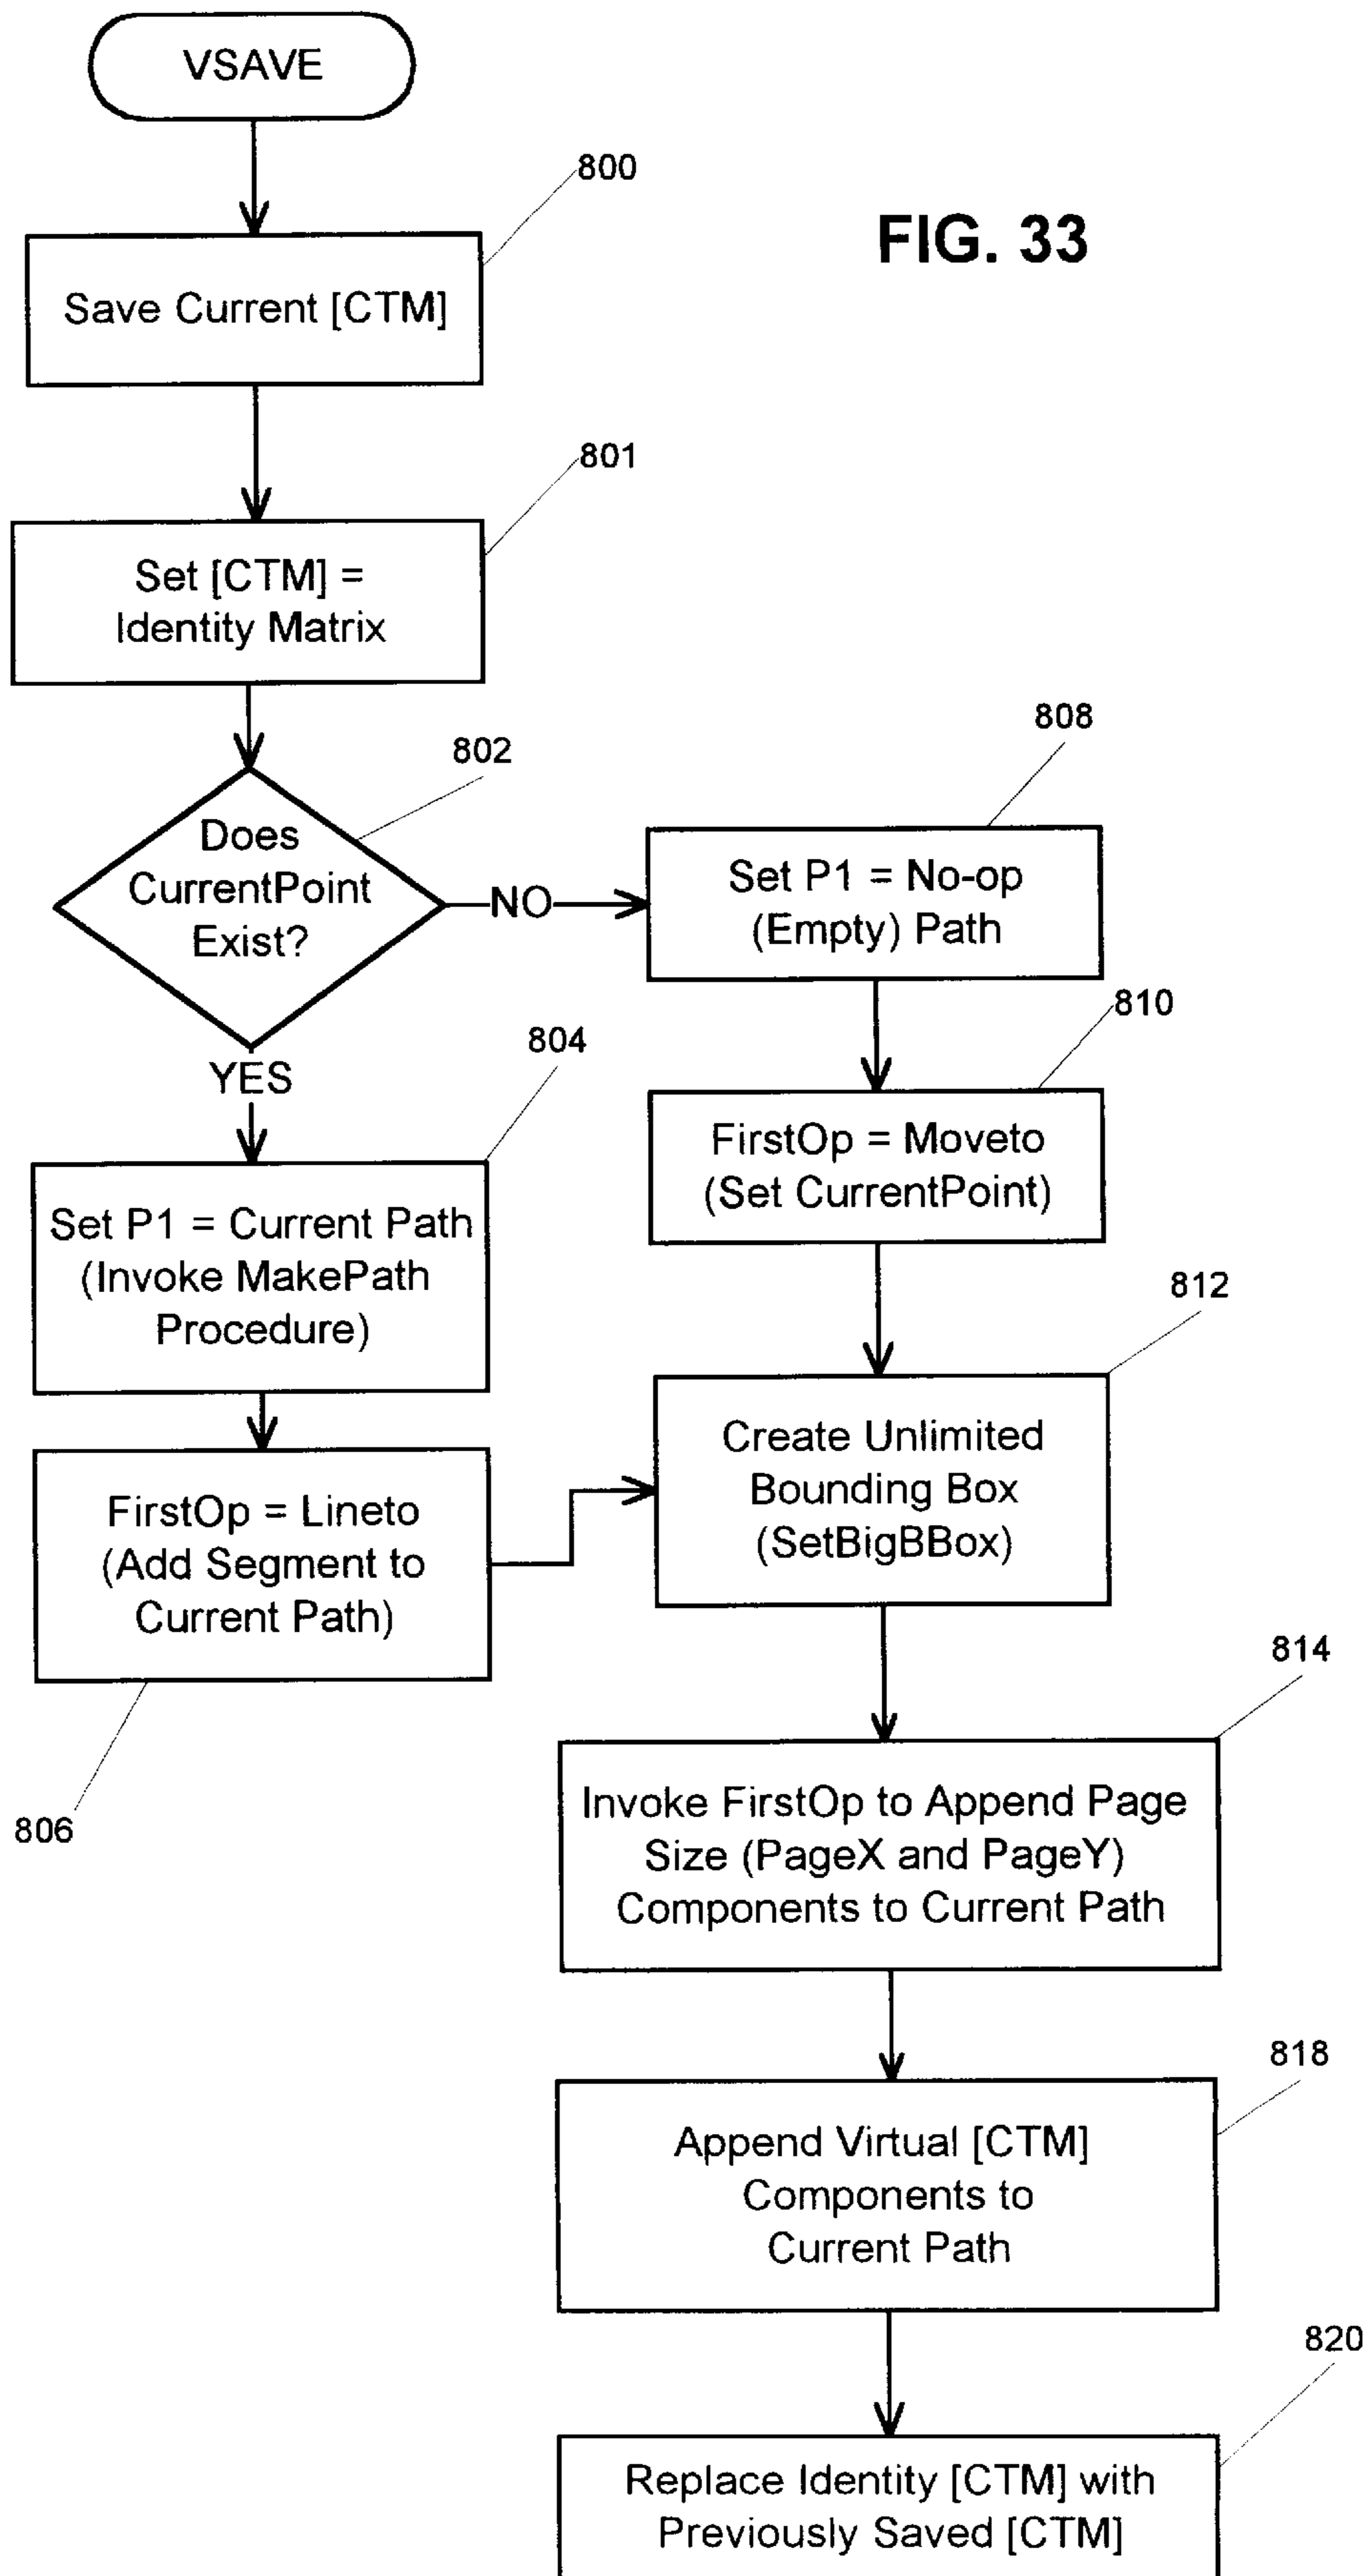 VSAVE
800
FIG. 33
Save Current [CTM]
801
Set [CTM] =
Identity Matrix
802
808
Does
CurrentPoint
Exist?
NO
Set P1 = No-op
(Empty) Path
YES
804
810
FirstOp = Moveto
(Set CurrentPoint)
Set P1 = Current Path
(Invoke MakePath
Procedure)
812
Create Unlimited
Bounding Box
(SetBigBBox)
FirstOp = Lineto
(Add Segment to
Current Path)
806
814
Invoke FirstOp to Append Page
Size (PageX and PageY)
Components to Current Path
818
Append Virtual [CTM]
Components to
Current Path
820
Replace Identity [CTM] with
Previously Saved [CTM]